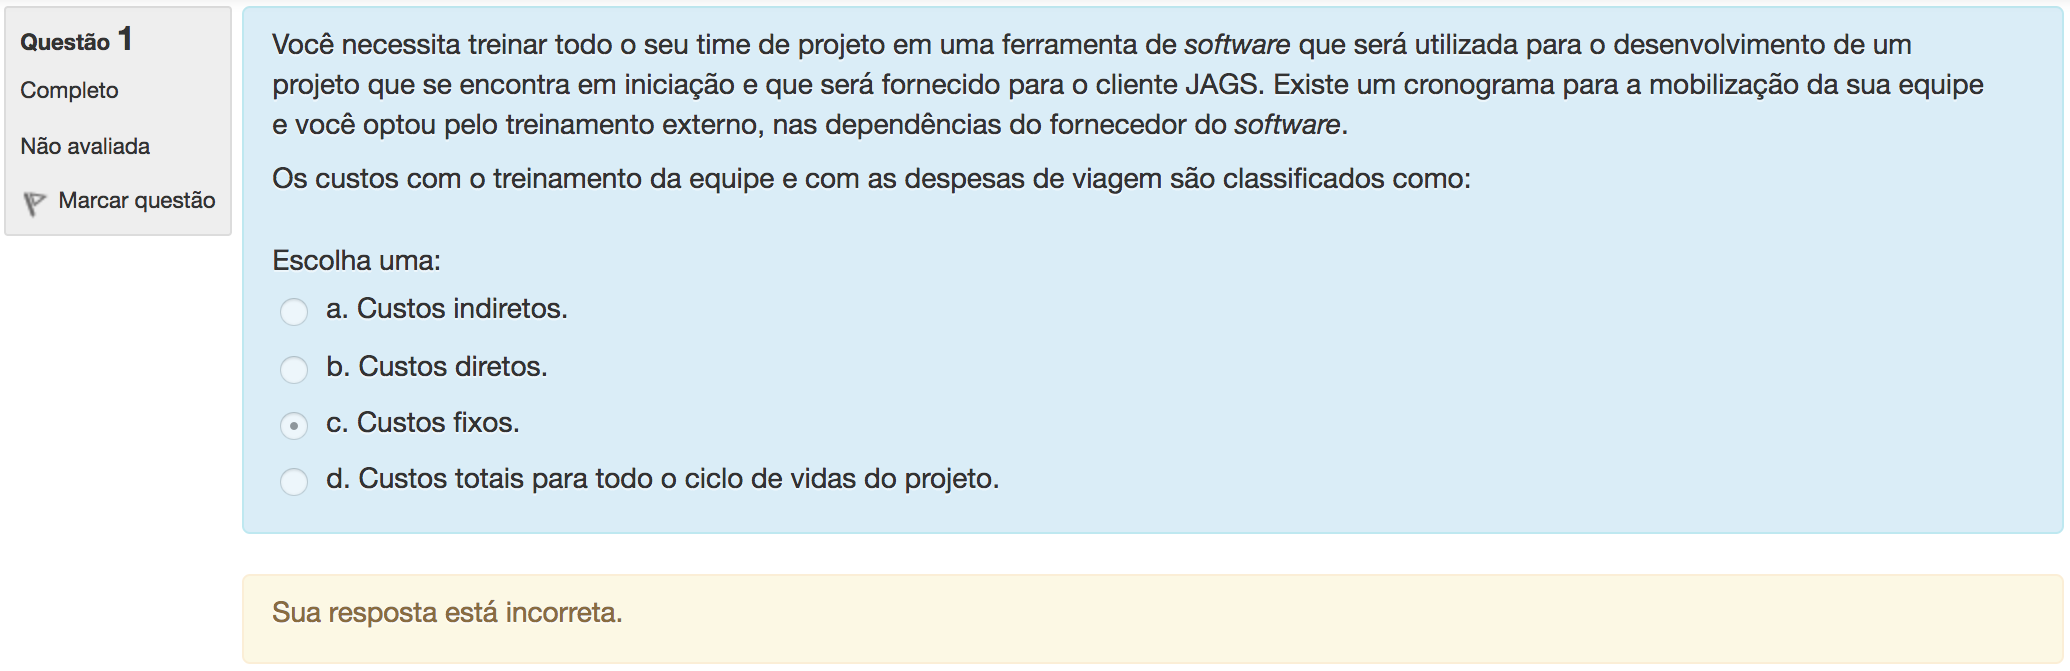 Questão 1
Completo
Não avaliada
Marcar questão
Você necessita treinar todo o seu time de projeto em uma ferramenta de software que será utilizada para o desenvolvimento de um
projeto que se encontra em iniciação e que será fornecido para o cliente JAGS. Existe um cronograma para a mobilização da sua equipe
e você optou pelo treinamento externo, nas dependências do fornecedor do software.
Os custos com o treinamento da equipe e com as despesas de viagem são classificados como:
Escolha uma:
a. Custos indiretos.
b. Custos diretos.
c. Custos fixos.
d. Custos totais para todo o ciclo de vidas do projeto.
Sua resposta está incorreta.